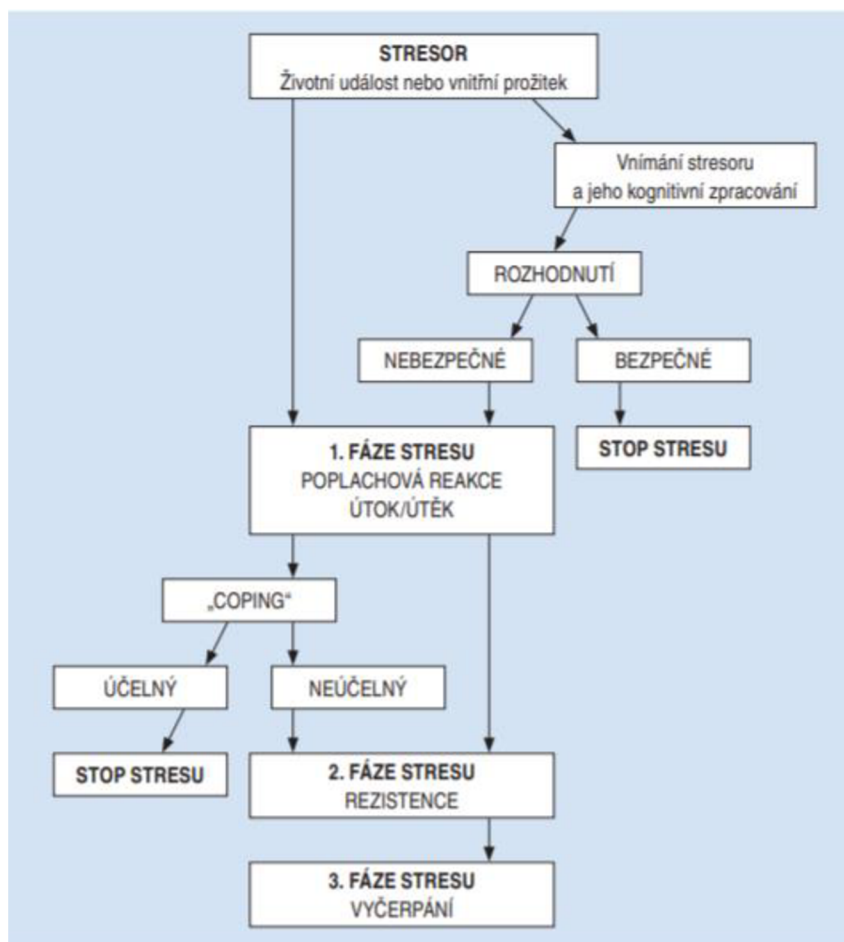 STRESOR
Životní událost nebo vnitřní prožitek
Vnímání stresoru
a jeho kognitivní zpracování
ROZHODNUTÍ
NEBEZPEČNÉ
BEZPEČNÉ
1. FÁZE STRESU
POPLACHOVÁ REAKCE
ÚTOK/ÚTĚK
STOP STRESU
„COPING“
ÚČELNÝ
NEÚČELNÝ
STOP STRESU
2. FÁZE STRESU
REZISTENCE
3. FÁZE STRESU
VYČERPÁNÍ